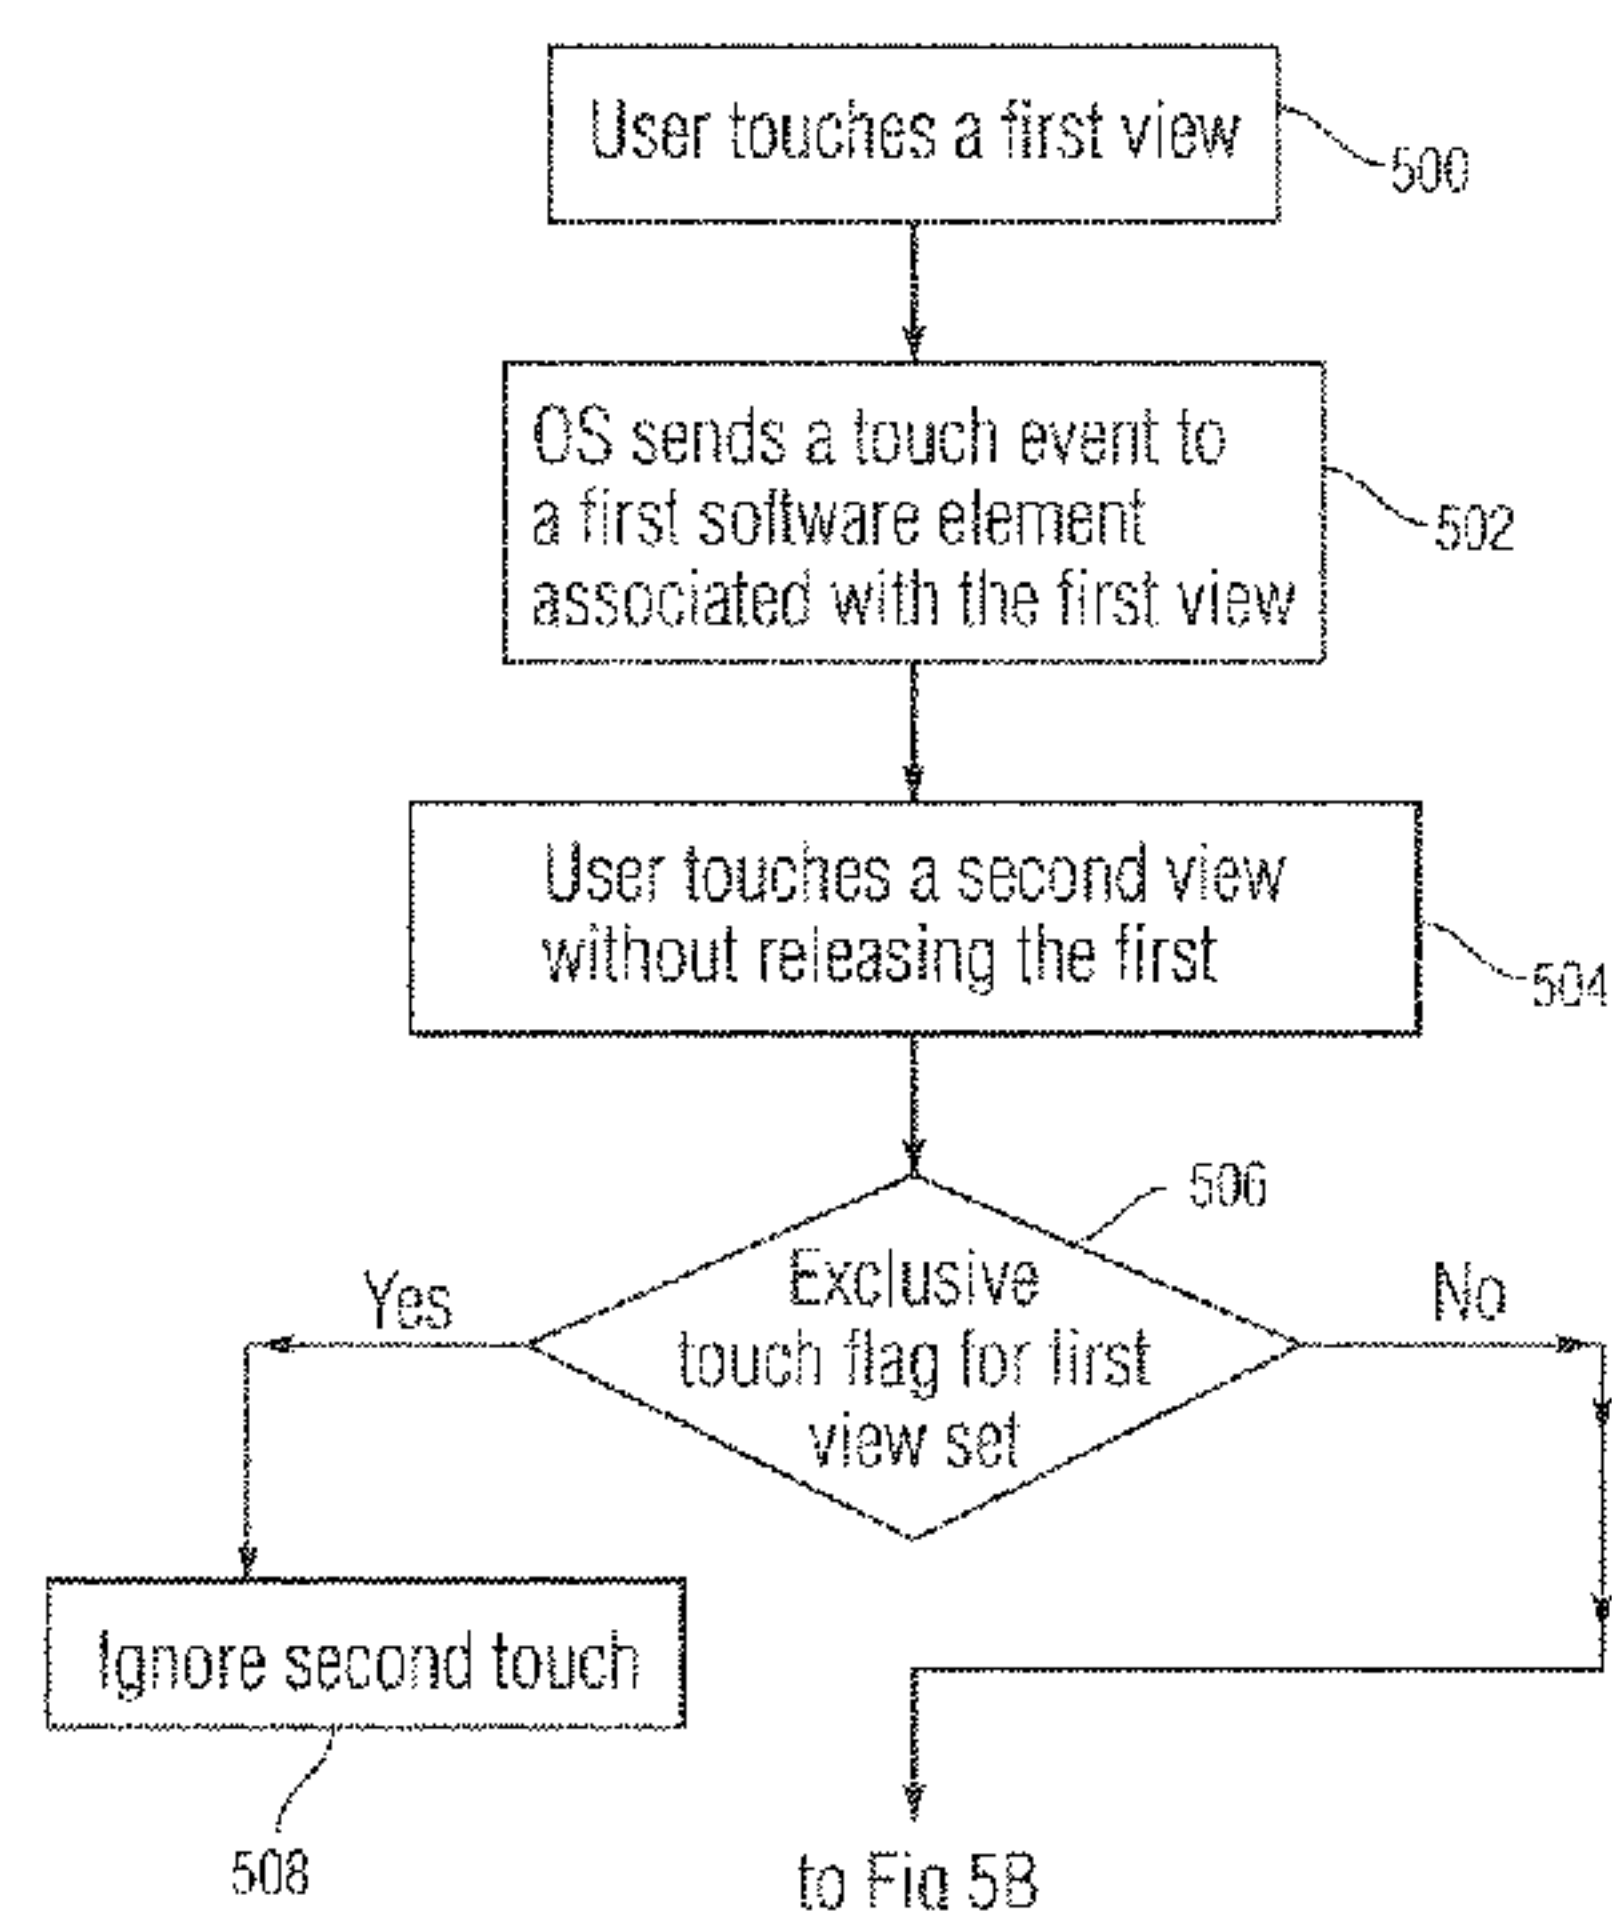 User touches a first view
500
OS sends a touch event to
a first software element
associated with the first view
502
User touches a second view
without releasing the first
504
506
Exclusive
touch flag for first
view set
Yes
No
Ignore second touch
508
to Fig 5B